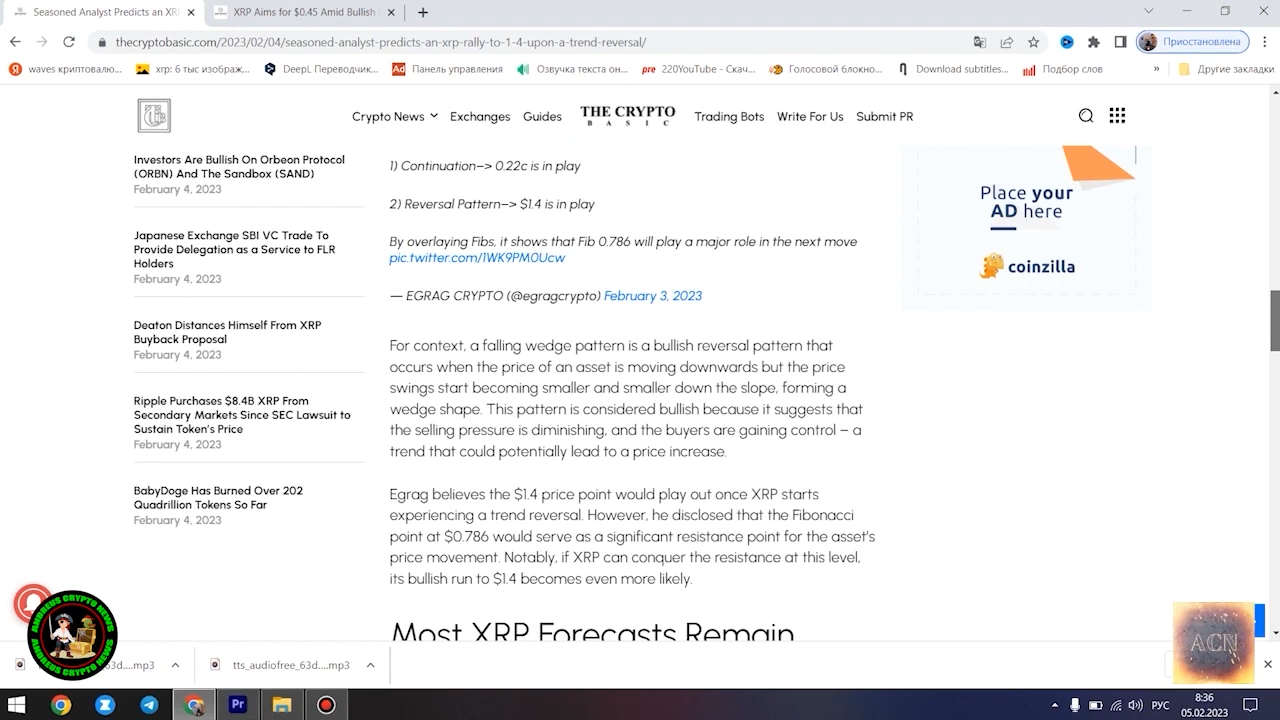 Seasoned Analyst Predicts an XR
XRP Aims for $0.45 Amid Bullish
thecryptobasic.com/2023/02/04/seasoned-analyst-predicts-an-xrp-rally-to-1-4-upon-a-trend-reversal/
Приостановлена
waves криптовалю...
xrp: 6 тыс изображ...
DeepL Переводчик...
Панель управления
Озвучка текста он...
220YouTube - Скач...
Голосовой блокно...
Download subtitles...
Подбор слов
»
Другие закладки
Crypto News
Exchanges
Guides
THE CRYPTO
BASIC
Trading Bots
Write For Us
Submit PR
Investors Are Bullish On Orbeon Protocol
(ORBN) And The Sandbox (SAND)
February 4, 2023
Japanese Exchange SBI VC Trade To
Provide Delegation as a Service to FLR
Holders
February 4, 2023
Deaton Distances Himself From XRP
Buyback Proposal
February 4, 2023
Ripple Purchases $8.4B XRP From
Secondary Markets Since SEC Lawsuit to
Sustain Token's Price
February 4, 2023
BabyDoge Has Burned Over 202
Quadrillion Tokens So Far
February 4, 2023
1) Continuation–> 0.22c is in play
2) Reversal Pattern–> $1.4 is in play
By overlaying Fibs, it shows that Fib 0.786 will play a major role in the next move
pic.twitter.com/1WK9PM0Ucw
— EGRAG CRYPTO (@egragcrypto) February 3, 2023
For context, a falling wedge pattern is a bullish reversal pattern that
occurs when the price of an asset is moving downwards but the price
swings start becoming smaller and smaller down the slope, forming a
wedge shape. This pattern is considered bullish because it suggests that
the selling pressure is diminishing, and the buyers are gaining control – a
trend that could potentially lead to a price increase.
Egrag believes the $1.4 price point would play out once XRP starts
experiencing a trend reversal. However, he disclosed that the Fibonacci
point at $0.786 would serve as a significant resistance point for the asset's
price movement. Notably, if XRP can conquer the resistance at this level,
its bullish run to $1.4 becomes even more likely.
Most XRP Forecasts Remain
Place your
AD here
coinzilla
ANDREUS CRYPTO NEWS
ANDREUS CRYPTO NEWS
ACN
63d....mp3
tts_audiofree_63d....mp3
Pr
РУС
8:36
05.02.2023